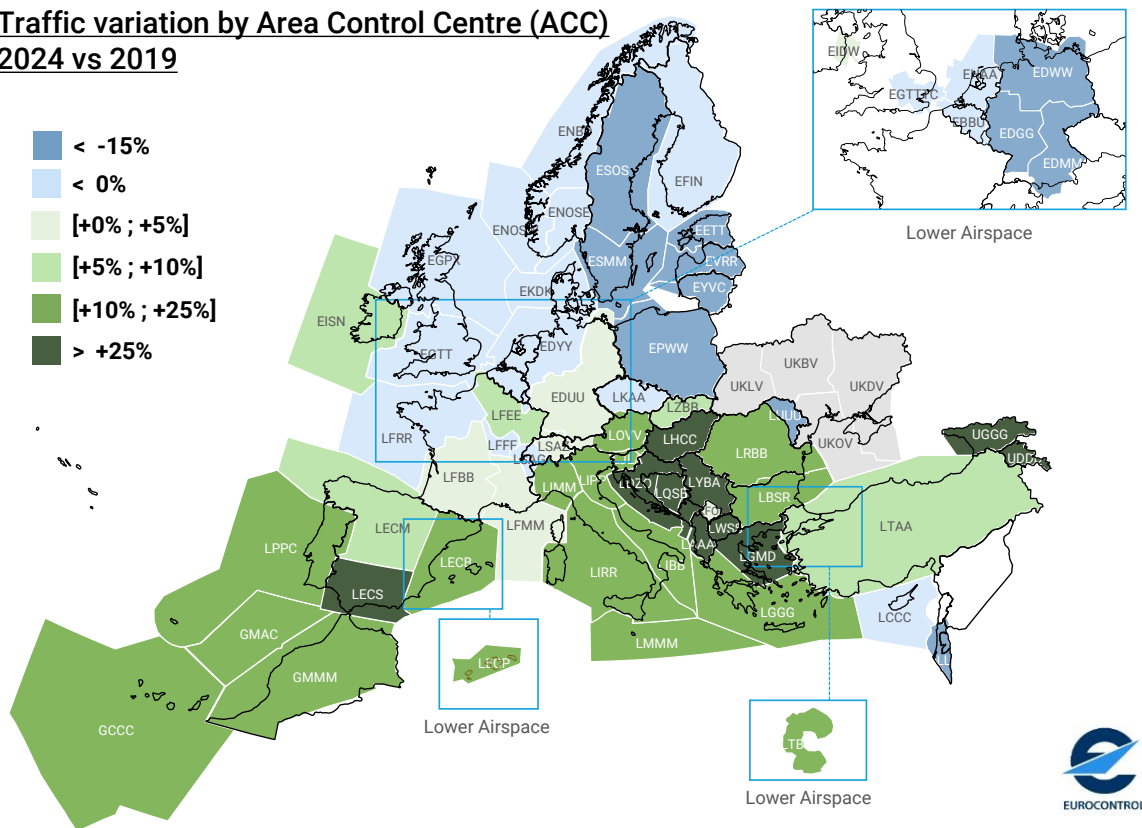 Traffic variation by Area Control Centre (ACC)
2024 vs 2019
< -15%
< 0%
[+0% ; +5%]
[+5% ; +10%]
[+10% ; +25%]
> +25%
EIDW
EDWW
EGTTTC
EBBU
EDGG
EDMM
Lower Airspace
ESOS
EFIN
ENOSE
EETT
EGPX
ESMM
EVRR
EKDK
EYVC
EISN
EGTT
EDYY
EPWW
UKBV
UKLV
UKDV
EDUU
LKAA
LZBB
LFEE
LOVV
UKOV
UGGG
LFRR
LFFF
LHCC
LRBB
LFBB
LIMM
LIPP
LQSB
LYBA
LBSR
LPPC
LECM
LFMM
LTAA
LECB
LIRR
LGMD
LECS
LGGG
LCCC
GMAC
LMMM
GMMM
LECP
GCCC
Lower Airspace
Lower Airspace
EUROCONTROL